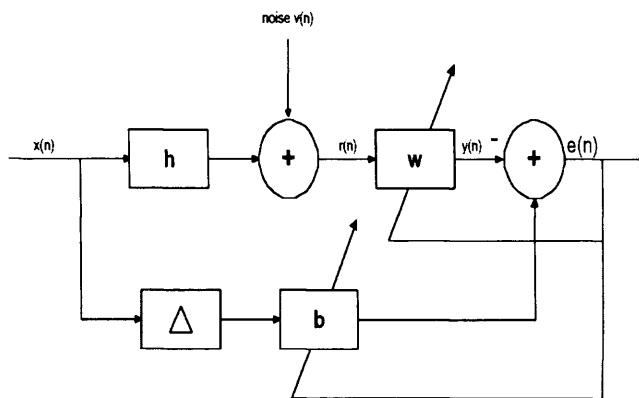 noise v(n)
x(n)
h
+
r(n)
w
y(n)
-
+
e(n)
Δ
b